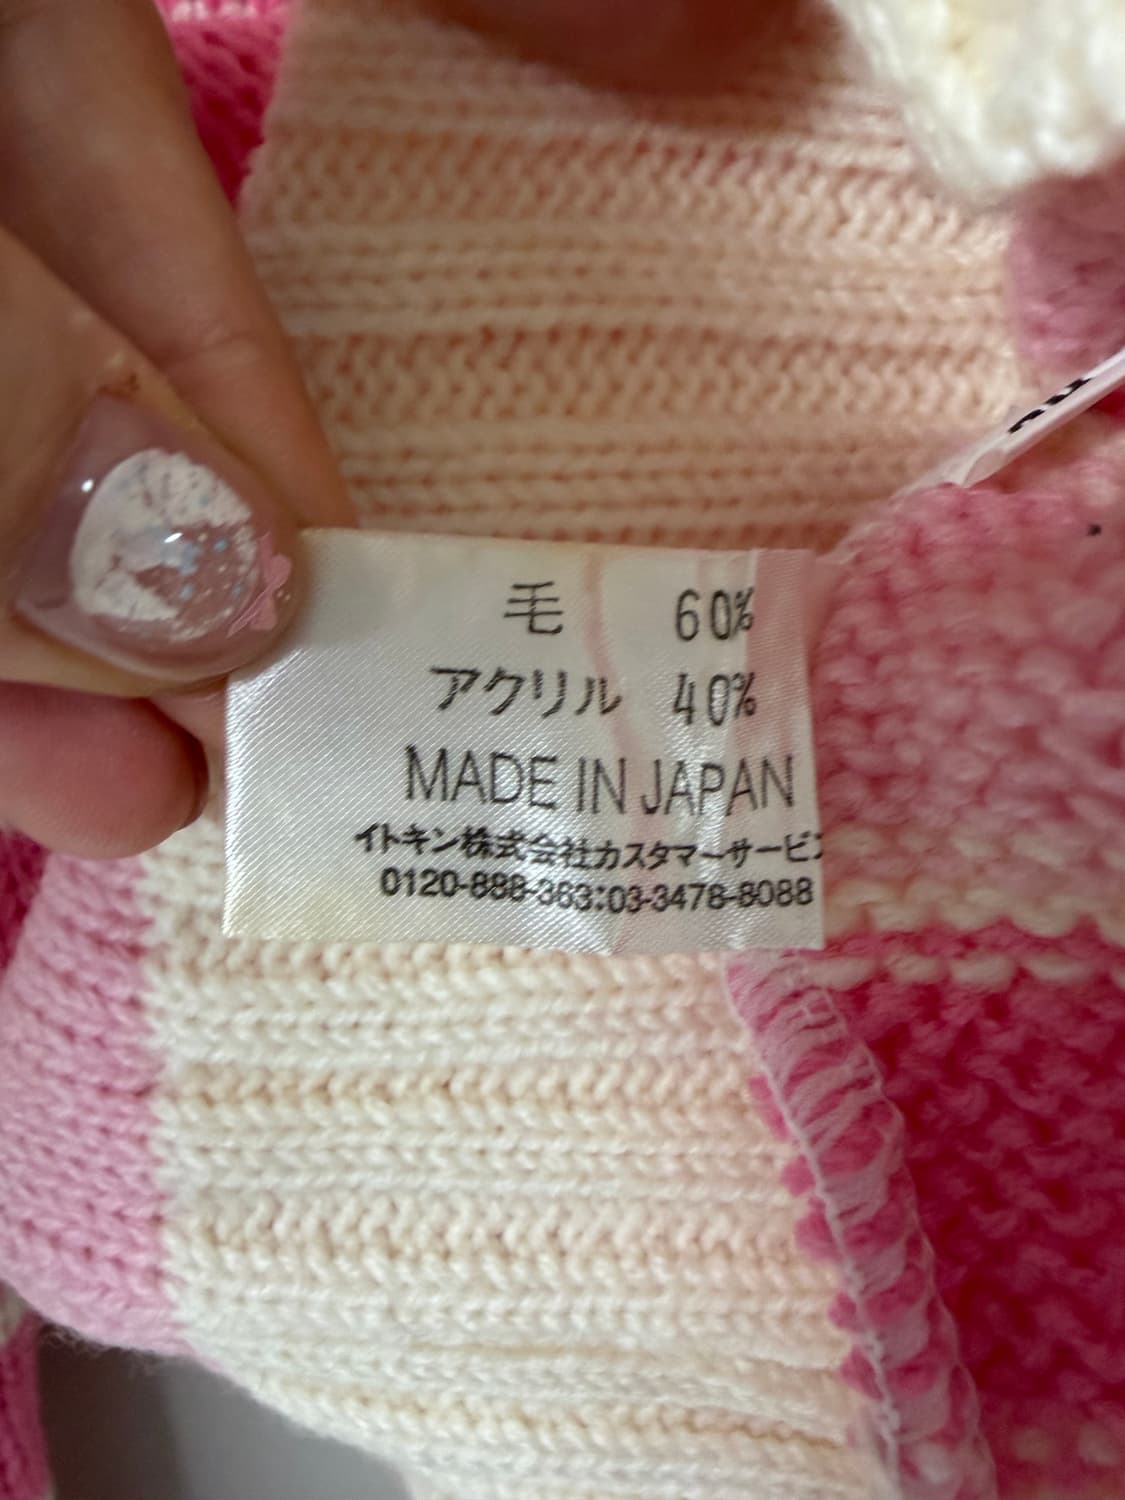 毛 60%
アクリル 40%
MADE IN JAPAN
イトキン株式会社カスタマーサービス
0120-888-363:03-3478-8088